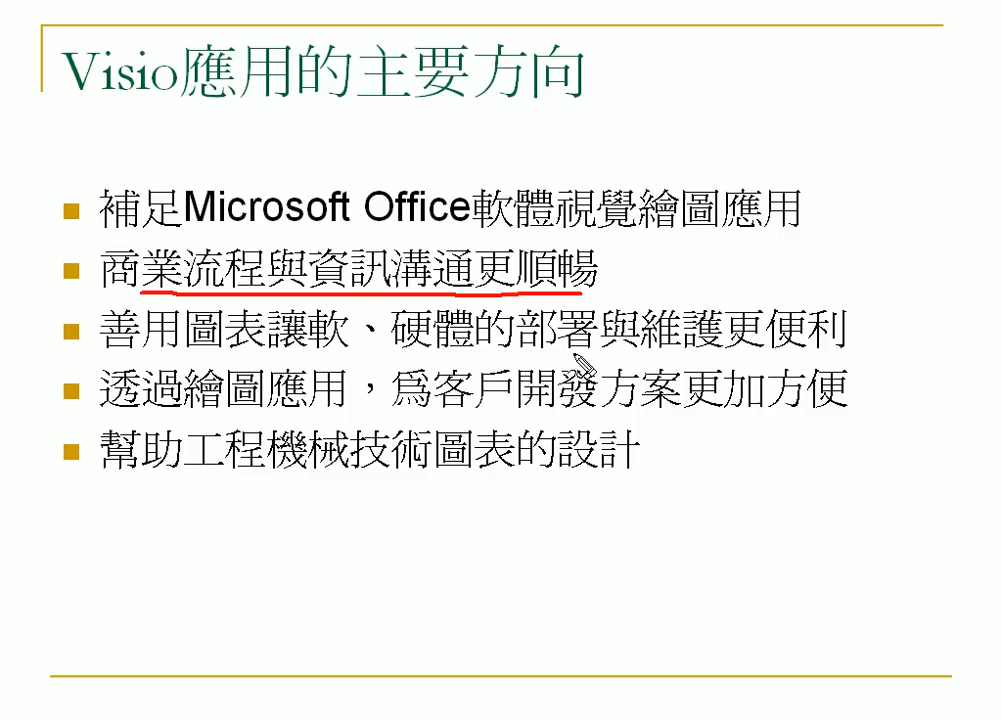 Visio應用的主要方向
補足Microsoft Office軟體視覺繪圖應用
商業流程與資訊溝通更順暢
善用圖表讓軟、硬體的部署與維護更便利
透過繪圖應用，為客戶開發方案更加方便
幫助工程機械技術圖表的設計